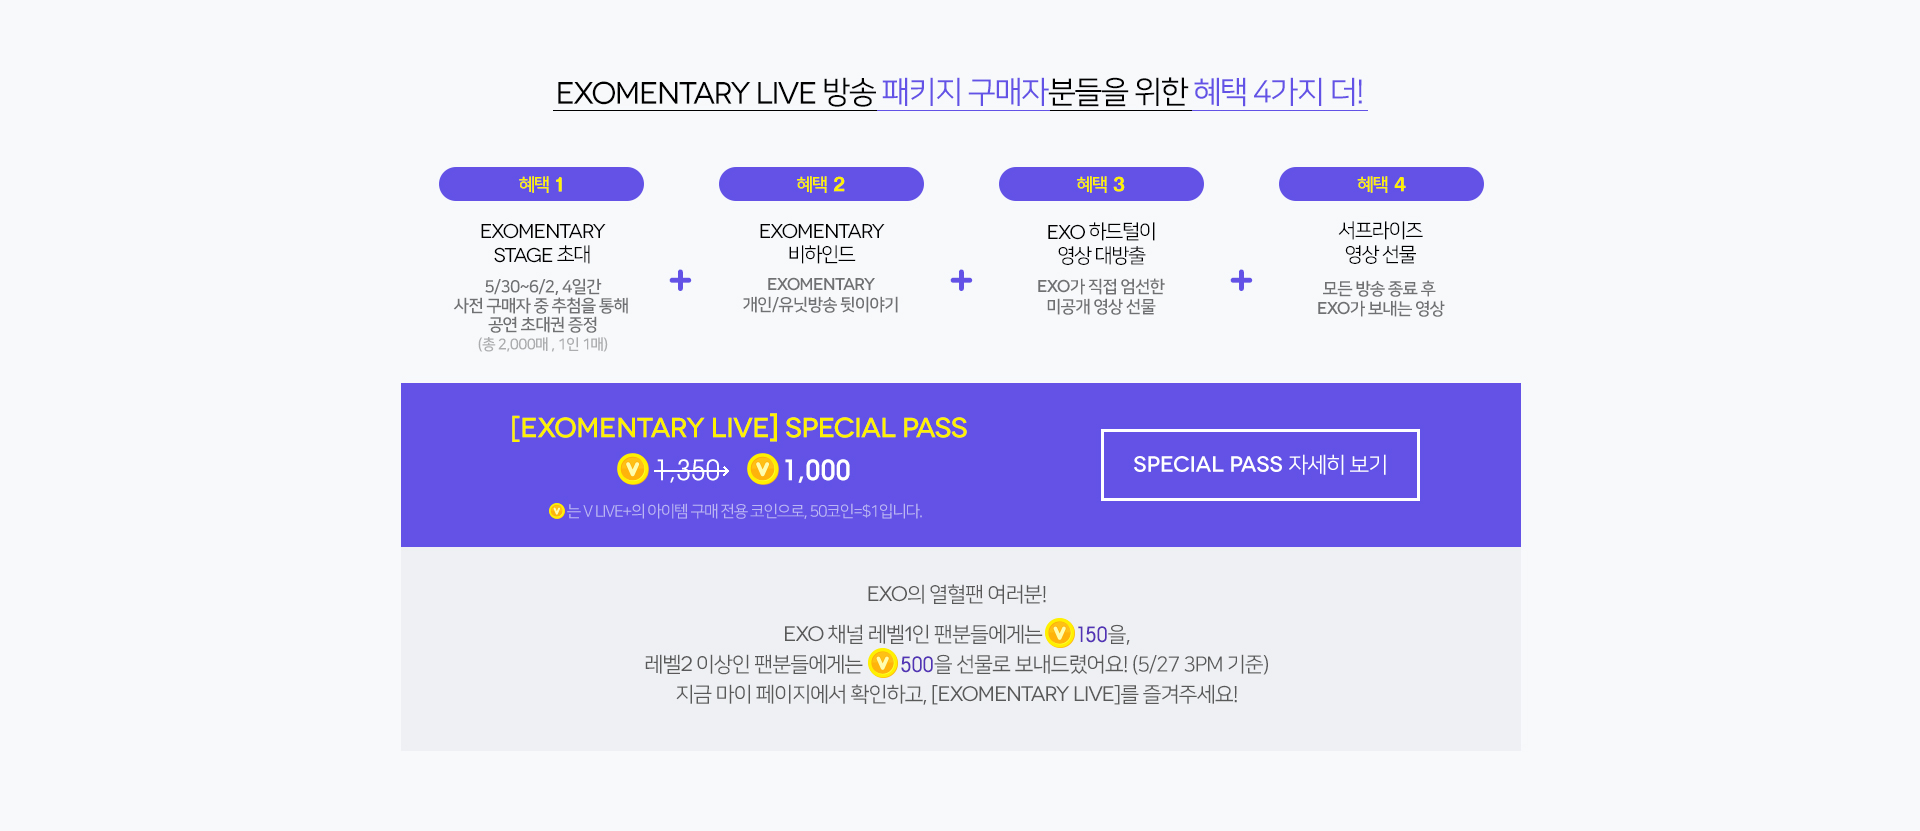 EXOMENTARY LIVE 방송 패키지 구매자분들을 위한 혜택 4가지 더!
혜택 1
EXOMENTARY
STAGE 초대
5/30~6/2, 4일간
사전 구매자 중 추첨을 통해
공연 초대권 증정
(총 2,000매 , 1인 1매)
+
혜택 2
EXOMENTARY
비하인드
EXOMENTARY
개인/유닛방송 뒷이야기
+
혜택 3
EXO 하드털이
영상 대방출
EXO가 직접 엄선한
미공개 영상 선물
+
혜택 4
서프라이즈
영상 선물
모든 방송 종료 후
EXO가 보내는 영상
[EXOMENTARY LIVE] SPECIAL PASS
V 1,350 V 1,000
V 는 V LIVE+의 아이템 구매 전용 코인으로, 50코인=$1입니다.
SPECIAL PASS 자세히 보기
EXO의 열혈팬 여러분!
EXO 채널 레벨1인 팬분들에게는 V 150을,
레벨2 이상인 팬분들에게는 V 500을 선물로 보내드렸어요! (5/27 3PM 기준)
지금 마이 페이지에서 확인하고, [EXOMENTARY LIVE]를 즐겨주세요!